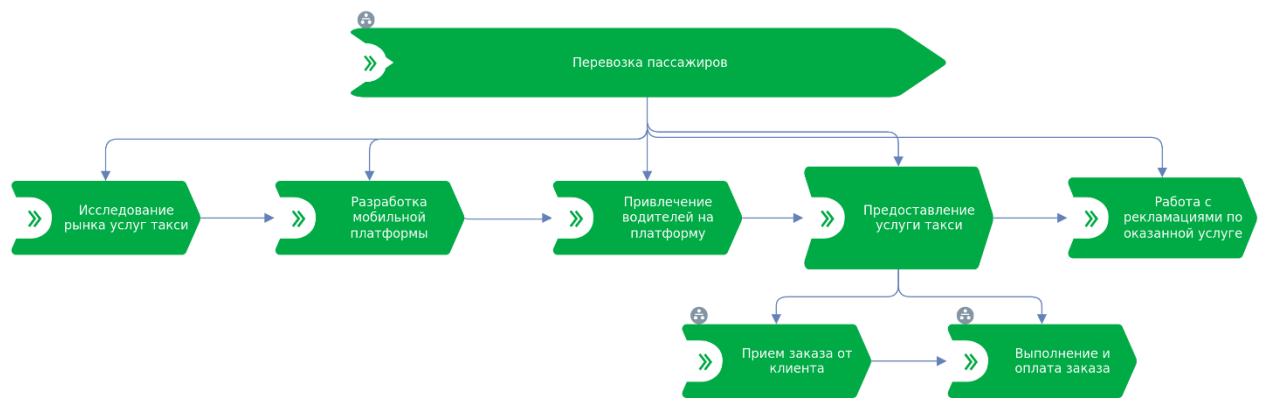 Перевозка пассажиров
Исследование
рынка услуг такси
Разработка
мобильной
платформы
Привлечение
водителей на
платформу
Предоставление
услуги такси
Работа с
рекламациями по
оказанной услуге
Прием заказа от
клиента
Выполнение и
оплата заказа